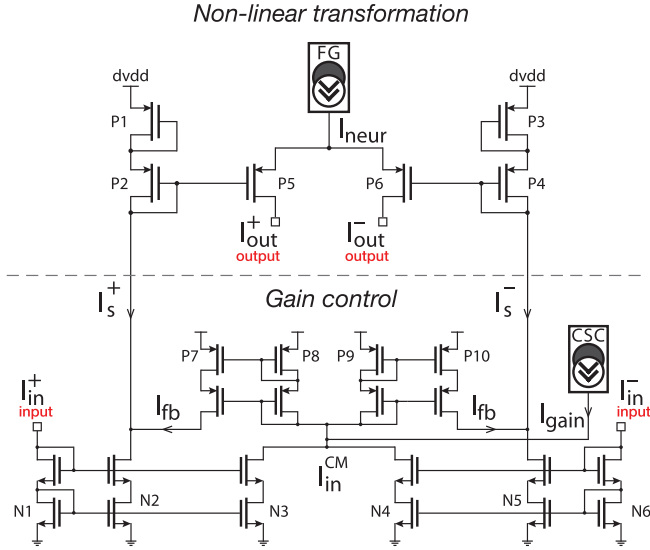 Non-linear transformation
FG
dvdd
dvdd
P1
P3
I_neur
P2
P5
P6
P4
I_out^+
I_out^-
output
output
I_s^+
Gain control
I_s^-
P7
P8
P9
P10
CSC
I_in^+
input
I_fb
I_fb
I_gain
I_in^-
input
I_in^CM
N1
N2
N3
N4
N5
N6